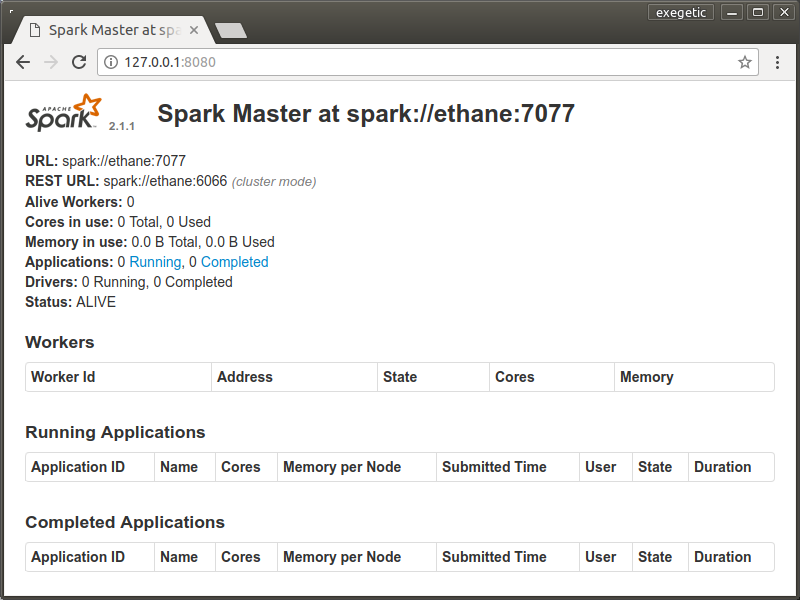 exegetic
Spark Master at spa
127.0.0.1:8080
APACHE
Spark™ 2.1.1 Spark Master at spark://ethane:7077
URL: spark://ethane:7077
REST URL: spark://ethane:6066 (cluster mode)
Alive Workers: 0
Cores in use: 0 Total, 0 Used
Memory in use: 0.0 B Total, 0.0 B Used
Applications: 0 Running, 0 Completed
Drivers: 0 Running, 0 Completed
Status: ALIVE
Workers
Worker Id Address State Cores Memory
Running Applications
Application ID Name Cores Memory per Node Submitted Time User State Duration
Completed Applications
Application ID Name Cores Memory per Node Submitted Time User State Duration